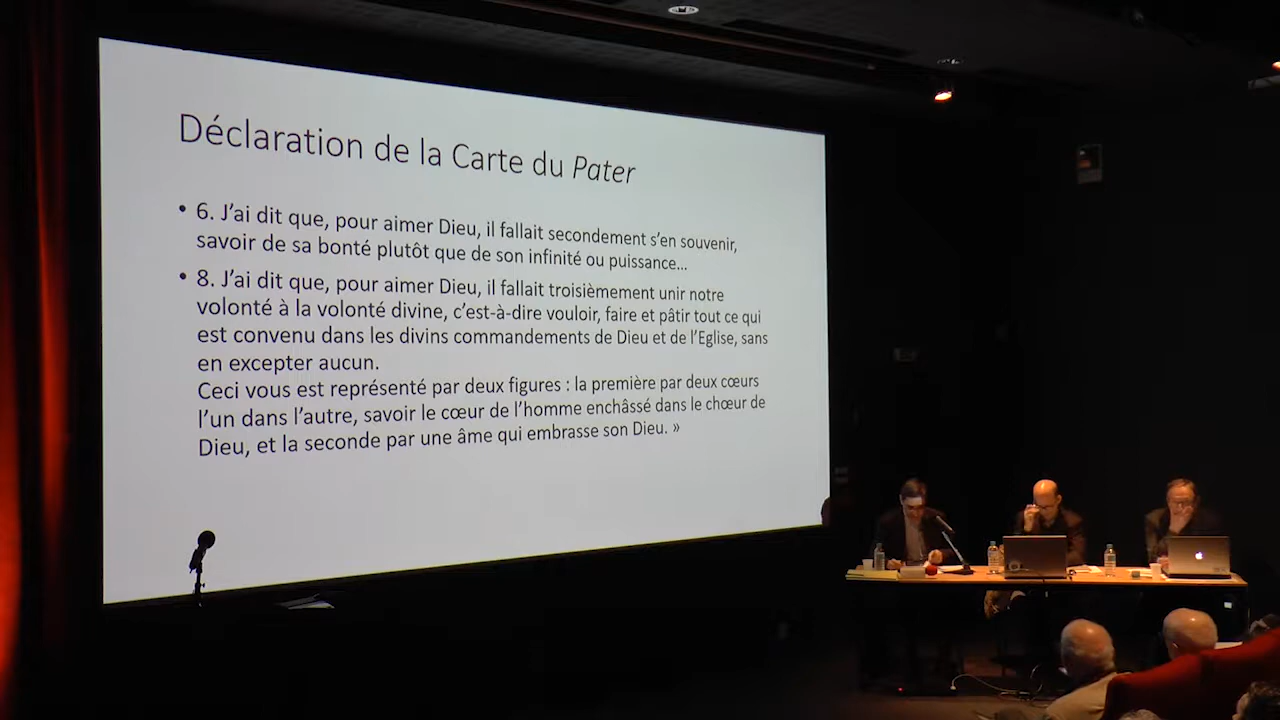 Déclaration de la Carte du Pater
• 6. J’ai dit que, pour aimer Dieu, il fallait secondement s’en souvenir,
savoir de sa bonté plutôt que de son infinité ou puissance…
• 8. J’ai dit que, pour aimer Dieu, il fallait troisièmement unir notre
volonté à la volonté divine, c’est-à-dire vouloir, faire et pâtir tout ce qui
est convenu dans les divins commandements de Dieu et de l’Eglise, sans
en excepter aucun.
Ceci vous est représenté par deux figures : la première par deux cœurs
l’un dans l’autre, savoir le cœur de l’homme enchâssé dans le chœur de
Dieu, et la seconde par une âme qui embrasse son Dieu. »